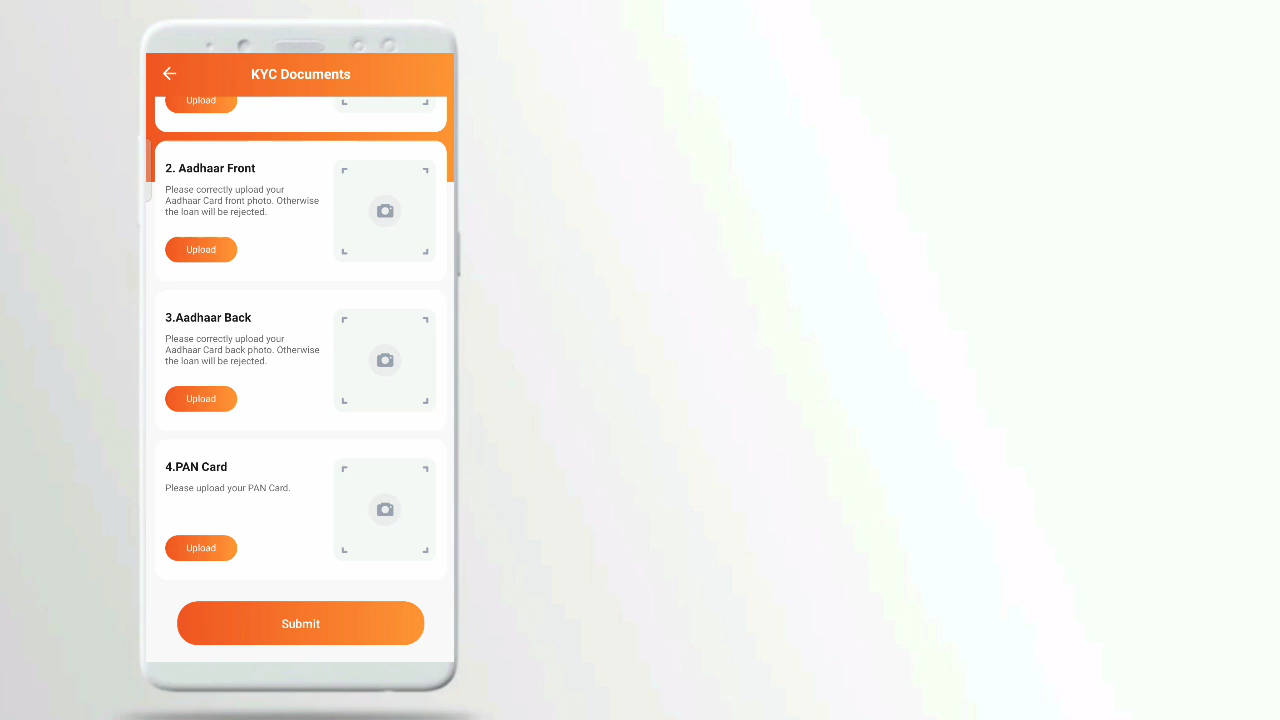 KYC Documents
Upload
2. Aadhaar Front
Please correctly upload your
Aadhaar Card front photo. Otherwise
the loan will be rejected.
Upload
3.Aadhaar Back
Please correctly upload your
Aadhaar Card back photo. Otherwise
the loan will be rejected.
Upload
4.PAN Card
Please upload your PAN Card.
Upload
Submit